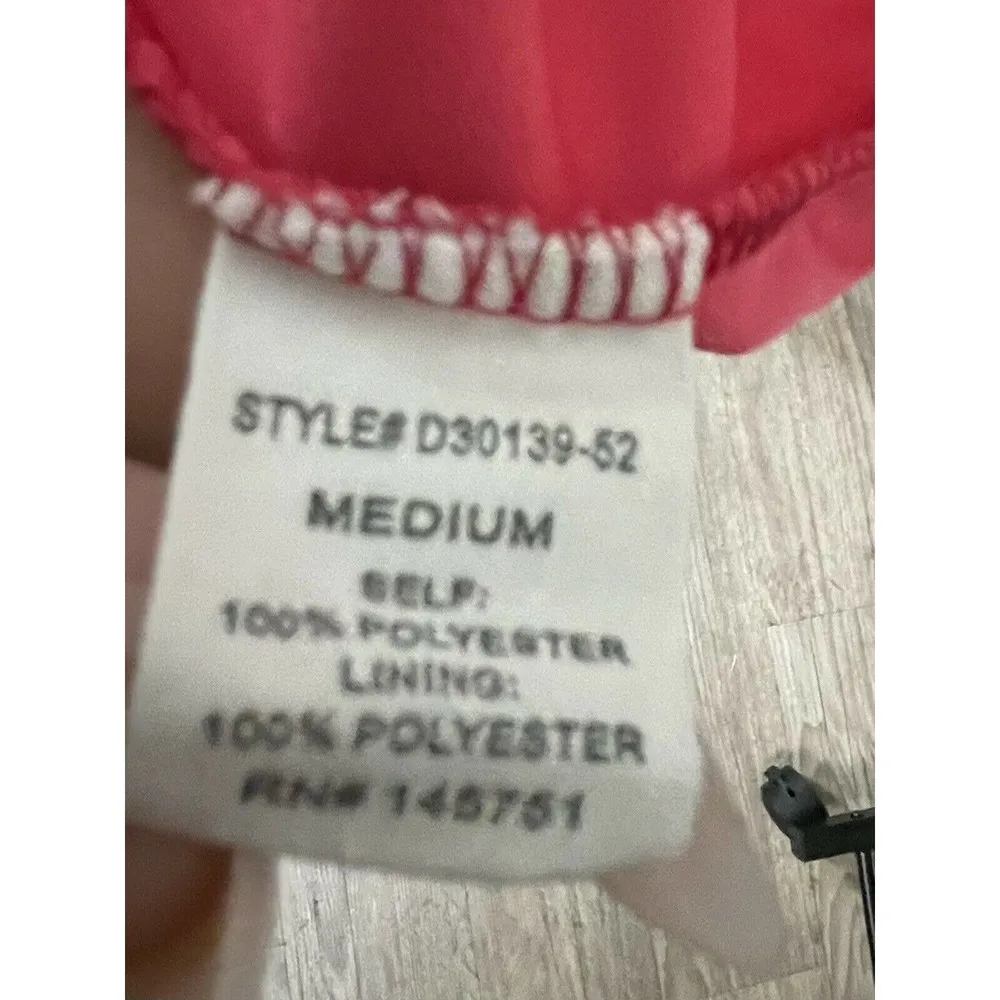 STYLE# D30139-52
MEDIUM
SELF:
100% POLYESTER
LINING:
100% POLYESTER
RN# 145751